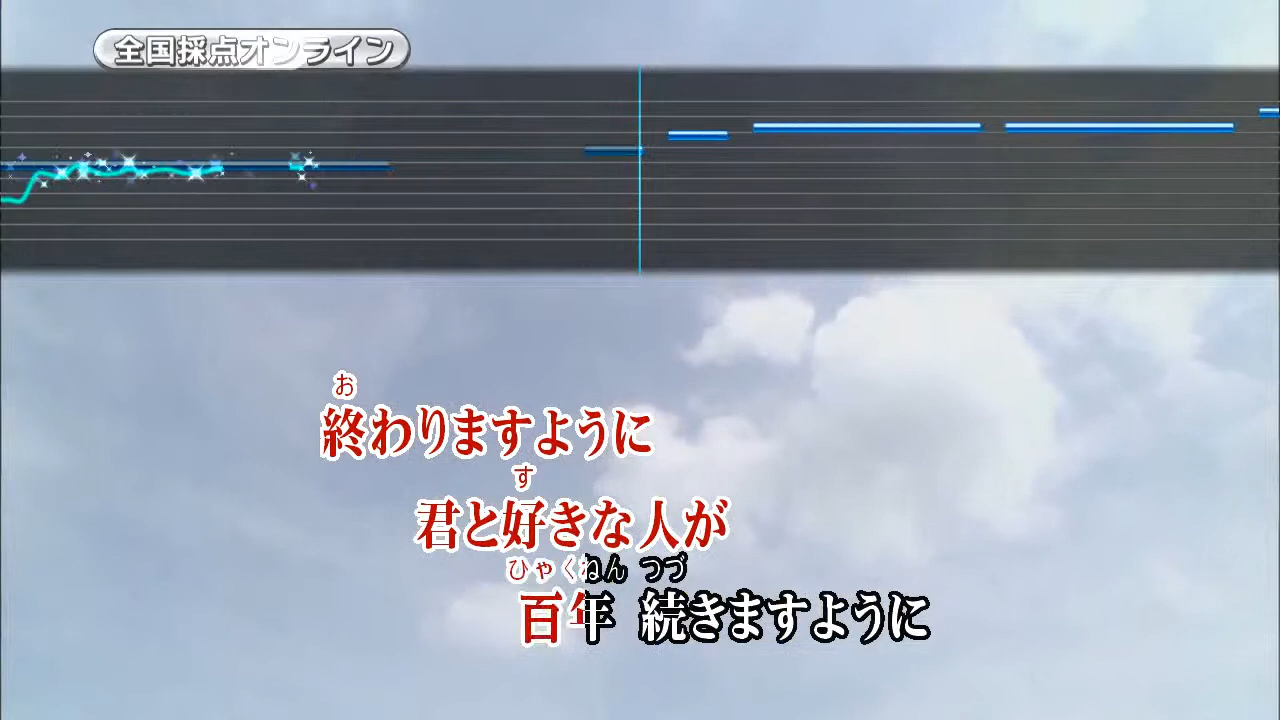 全国採点オンライン
お
終わりますように
す
君と好きな人が
ひゃくねん つづ
百年 続きますように